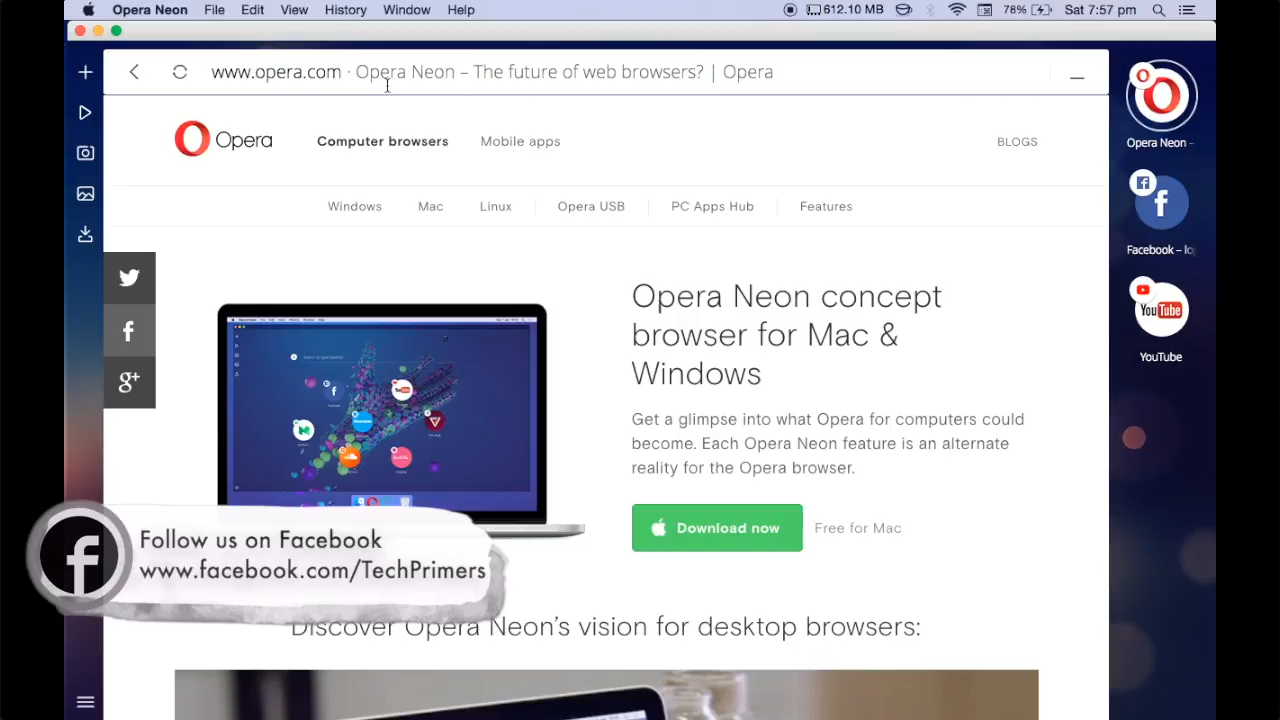 Opera Neon File Edit View History Window Help 612.10 MB 78% Sat 7:57 pm
www.opera.com · Opera Neon – The future of web browsers? | Opera
Opera Computer browsers Mobile apps BLOGS
Opera Neon –
Windows Mac Linux Opera USB PC Apps Hub Features
Facebook – lo
Opera Neon concept
browser for Mac &
Windows
You Tube
YouTube
Get a glimpse into what Opera for computers could
become. Each Opera Neon feature is an alternate
reality for the Opera browser.
Download now Free for Mac
Follow us on Facebook
www.facebook.com/TechPrimers
Discover Opera Neon's vision for desktop browsers: